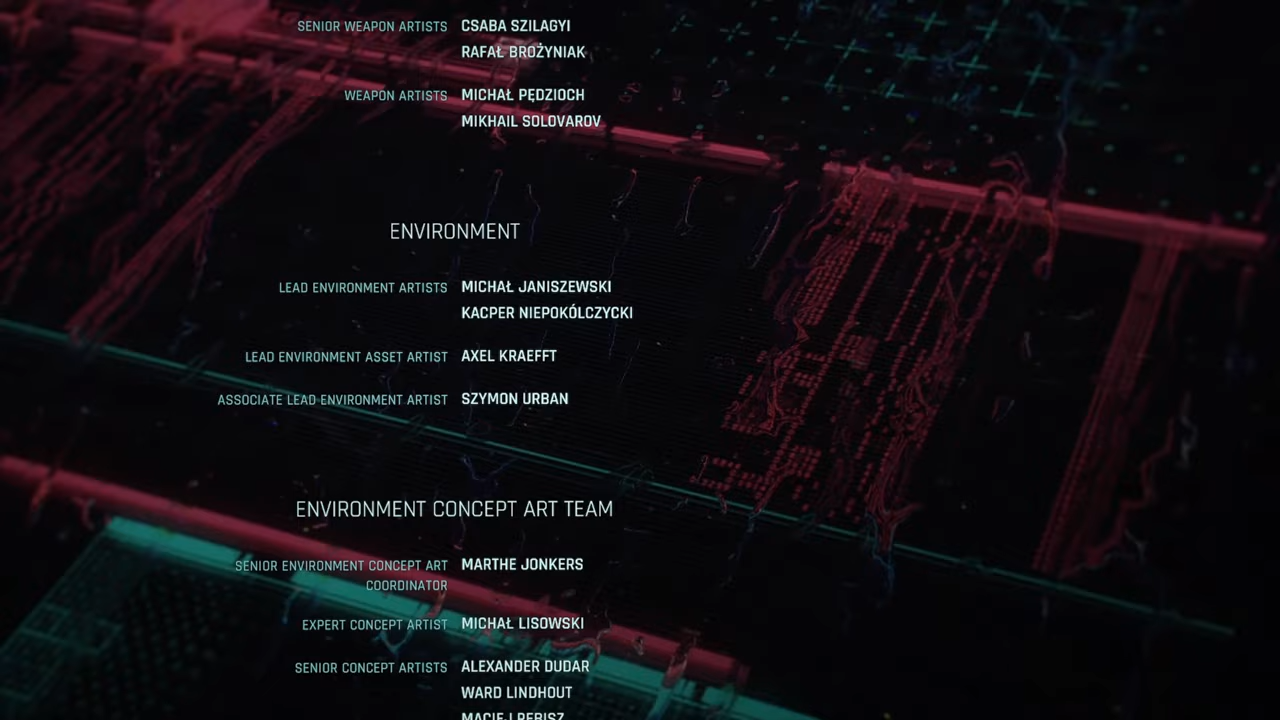 SENIOR WEAPON ARTISTS CSABA SZILAGYI
RAFAŁ BROŻYNIAK
WEAPON ARTISTS MICHAŁ PĘDZIOCH
MIKHAIL SOLOVAROV
ENVIRONMENT
LEAD ENVIRONMENT ARTISTS MICHAŁ JANISZEWSKI
KACPER NIEPOKÓLCZYCKI
LEAD ENVIRONMENT ASSET ARTIST AXEL KRAEFFT
ASSOCIATE LEAD ENVIRONMENT ARTIST SZYMON URBAN
ENVIRONMENT CONCEPT ART TEAM
SENIOR ENVIRONMENT CONCEPT ART MARTHE JONKERS
COORDINATOR
EXPERT CONCEPT ARTIST MICHAŁ LISOWSKI
SENIOR CONCEPT ARTISTS ALEXANDER DUDAR
WARD LINDHOUT
MACIEJ REBISZ